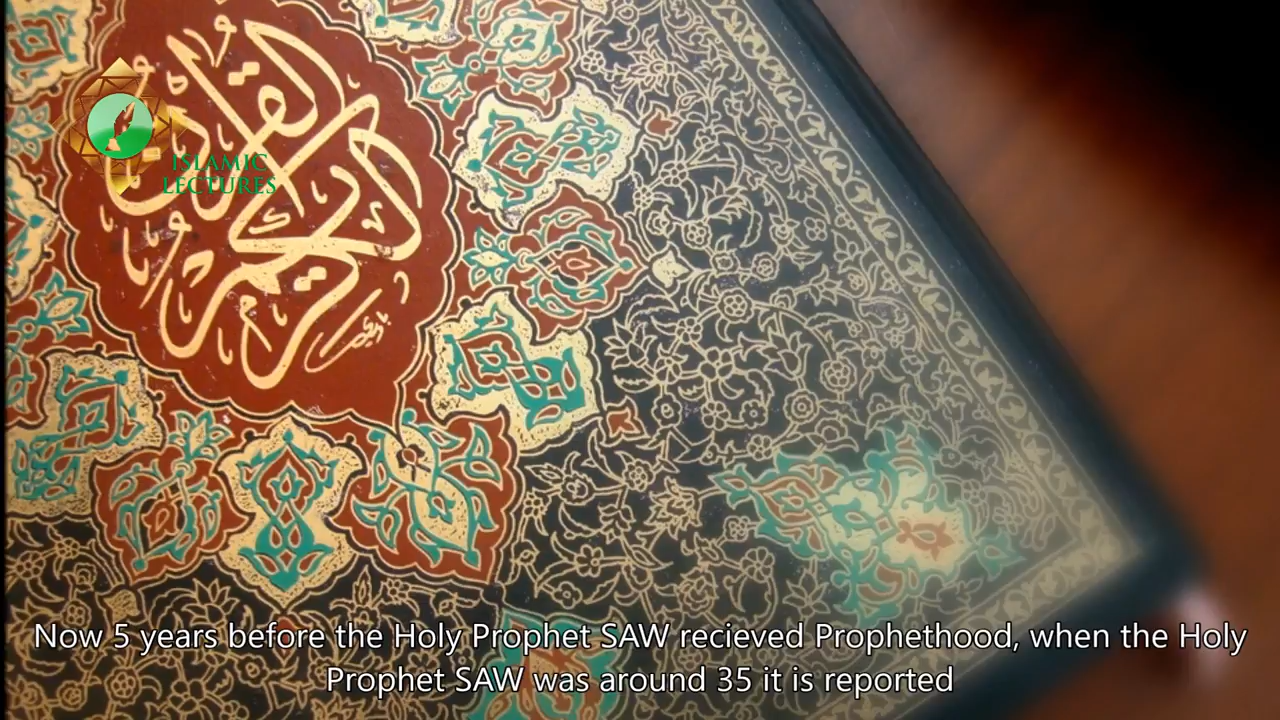 القرآن الكريم
ISLAMIC
LECTURES
Now 5 years before the Holy Prophet SAW recieved Prophethood, when the Holy
Prophet SAW was around 35 it is reported